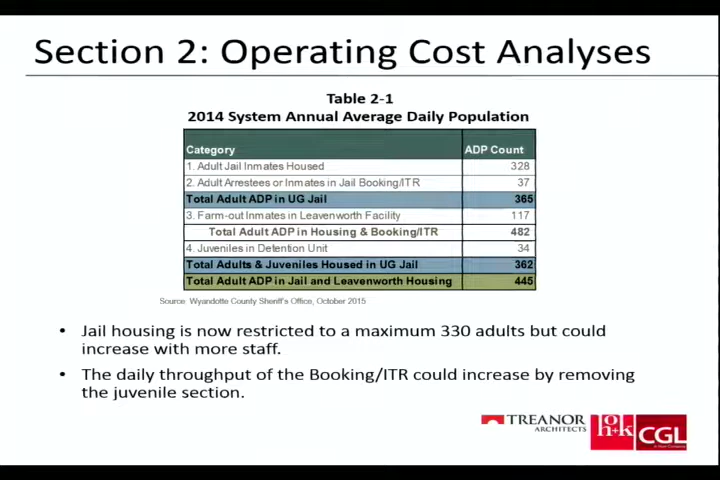 Section 2: Operating Cost Analyses
Table 2-1
2014 System Annual Average Daily Population
Category ADP Count
1. Adult Jail Inmates Housed 328
2. Adult Arrestees or Inmates in Jail Booking/ITR 37
Total Adult ADP in UG Jail 365
3. Farm-out Inmates in Leavenworth Facility 117
Total Adult ADP in Housing & Booking/ITR 482
4. Juveniles in Detention Unit 34
Total Adults & Juveniles Housed in UG Jail 362
Total Adult ADP in Jail and Leavenworth Housing 445
Source: Wyandotte County Sheriff's Office, October 2015
• Jail housing is now restricted to a maximum 330 adults but could
increase with more staff.
• The daily throughput of the Booking/ITR could increase by removing
the juvenile section.
TREANOR
ARCHITECTS
hok
CGL